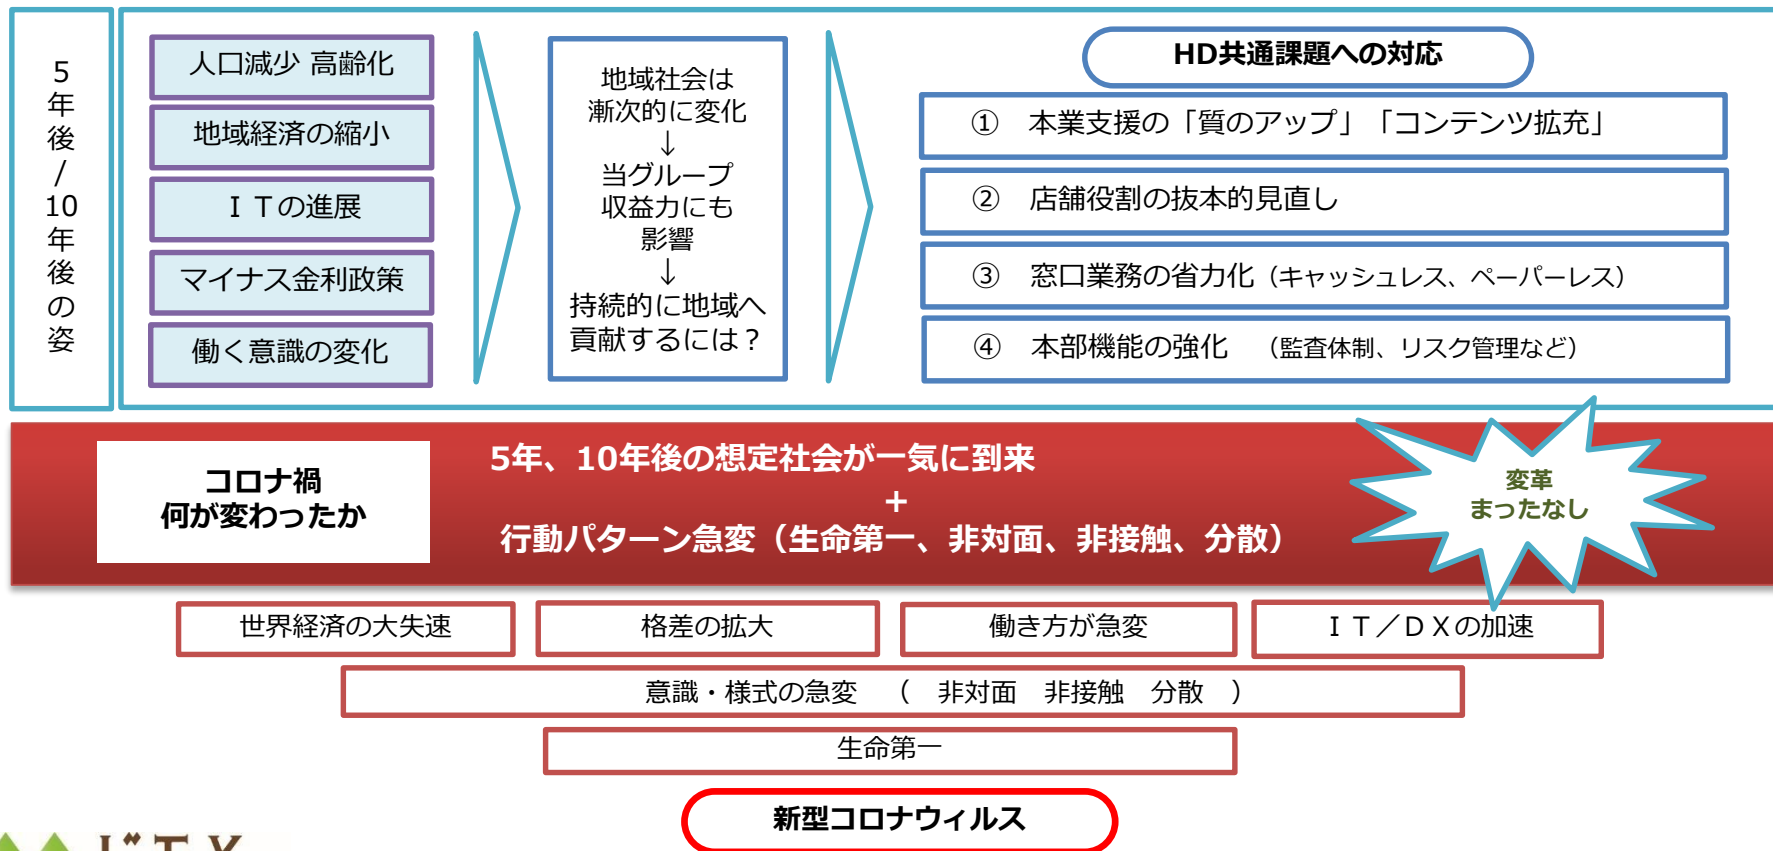 5年後/10年後の姿
人口減少 高齢化
地域経済の縮小
ＩＴの進展
マイナス金利政策
働く意識の変化
地域社会は
漸次的に変化
↓
当グループ
収益力にも
影響
↓
持続的に地域へ
貢献するには？
HD共通課題への対応
①　本業支援の「質のアップ」「コンテンツ拡充」
②　店舗役割の抜本的見直し
③　窓口業務の省力化（キャッシュレス、ペーパーレス）
④　本部機能の強化　（監査体制、リスク管理など）
コロナ禍
何が変わったか
5年、10年後の想定社会が一気に到来
+
行動パターン急変（生命第一、非対面、非接触、分散）
変革
まったなし
世界経済の大失速
格差の拡大
働き方が急変
ＩＴ／ＤＸの加速
意識・様式の急変　（　非対面　非接触　分散　）
生命第一
新型コロナウィルス